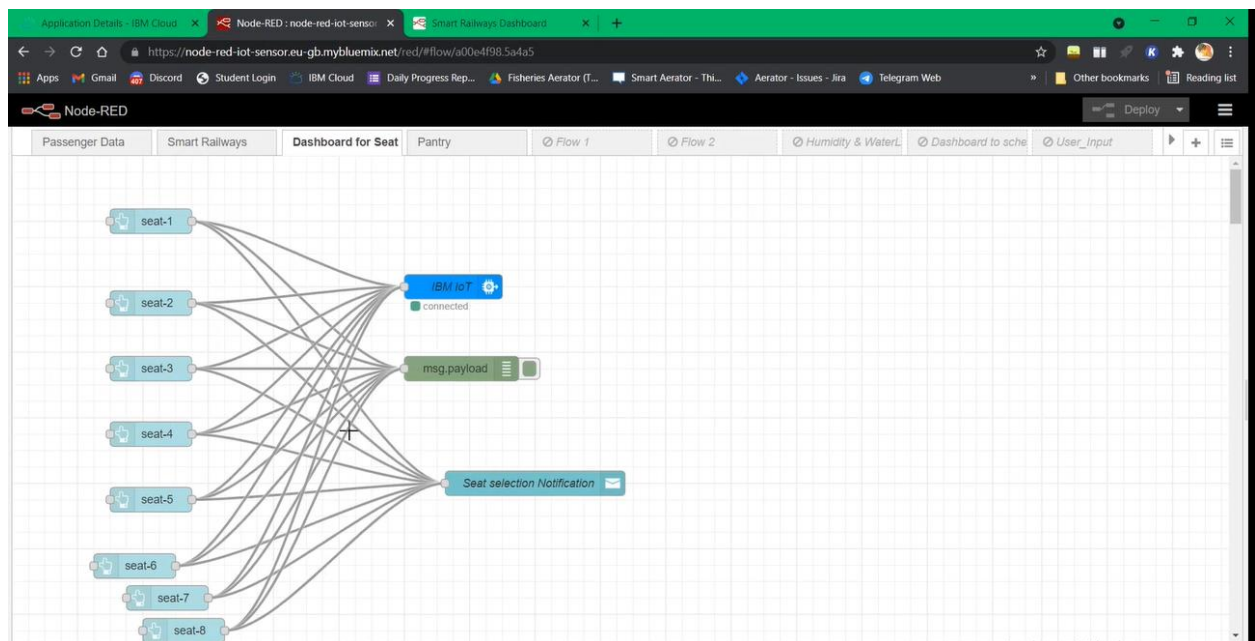 Application Details - IBM Cloud
Node-RED : node-red-iot-sensor
Smart Railways Dashboard
https://node-red-iot-sensor.eu-gb.mybluemix.net/red/#flow/a00e4f98.5a4a5
K
Apps Gmail Discord Student Login IBM Cloud Daily Progress Rep... Fisheries Aerator (T... Smart Aerator - Thi... Aerator - Issues - Jira Telegram Web » Other bookmarks Reading list
Node-RED
Deploy
Passenger Data Smart Railways Dashboard for Seat Pantry Flow 1 Flow 2 Humidity & WaterL Dashboard to sche User_Input
seat-1
IBM IoT
seat-2
connected
seat-3
msg.payload
seat-4
Seat selection Notification
seat-5
seat-6
seat-7
seat-8